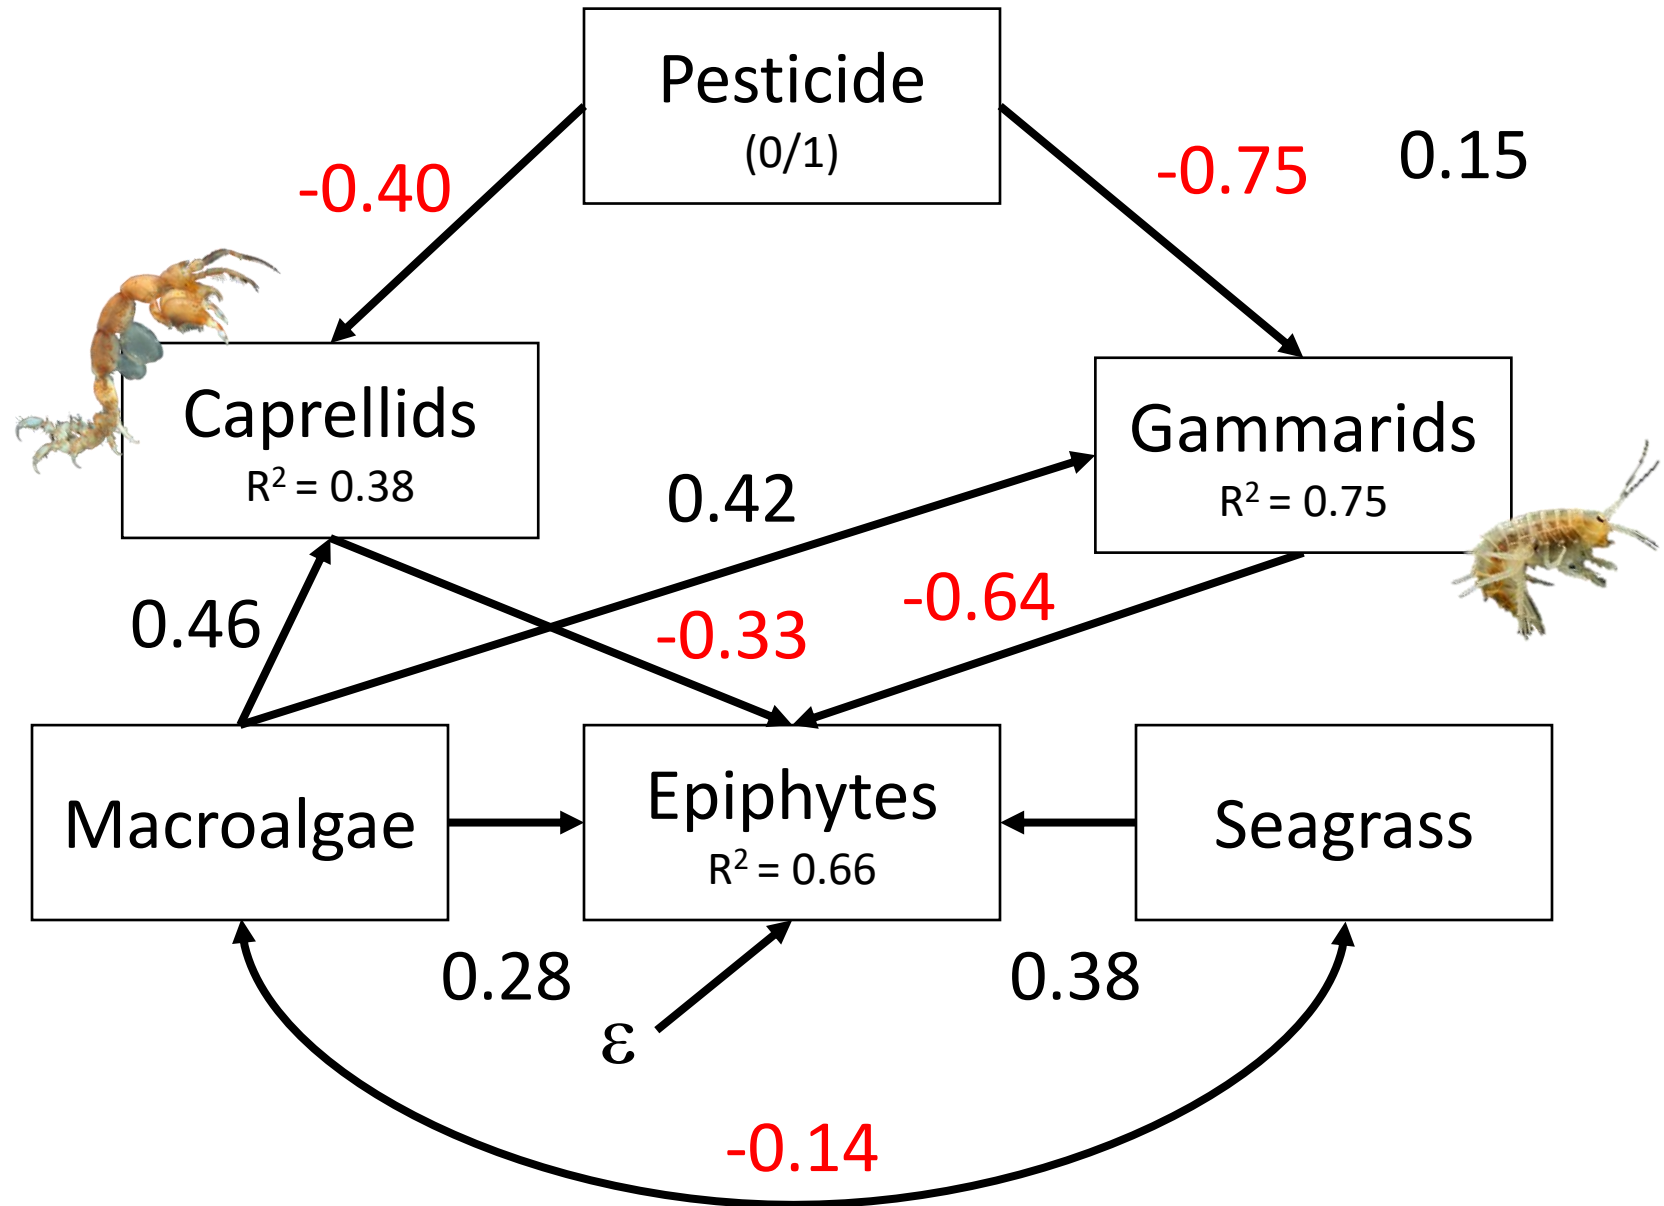 Pesticide
(0/1)
-0.40
-0.75
0.15
Caprellids
R² = 0.38
Gammarids
R² = 0.75
0.42
0.46
-0.33
-0.64
Macroalgae
Epiphytes
R² = 0.66
Seagrass
0.28
0.38
ε
-0.14